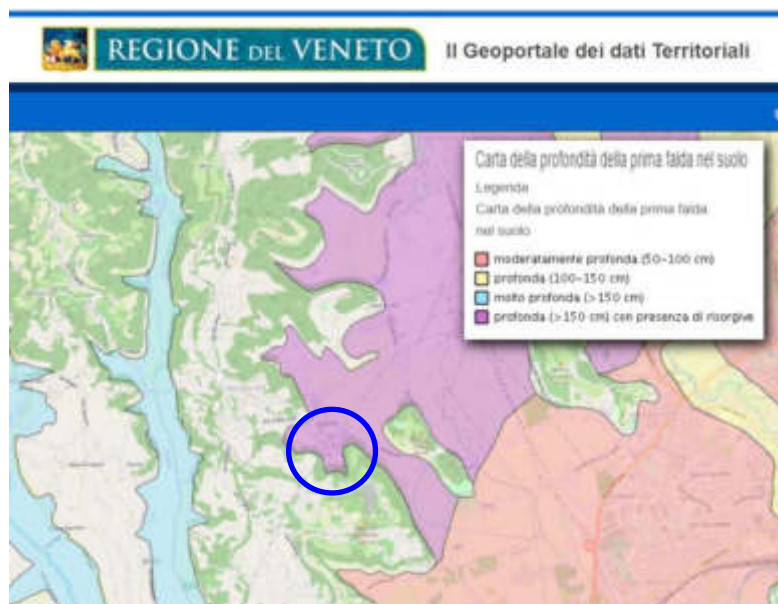 REGIONE DEL VENETO
Il Geoportale dei dati Territoriali
Carta della profondità della prima falda nel suolo
Legenda
Carta della profondità della prima falda
nel suolo
moderatamente profonda (50-100 cm)
profonda (100-150 cm)
molto profonda (>150 cm)
profonda (>150 cm) con presenza di risorgive